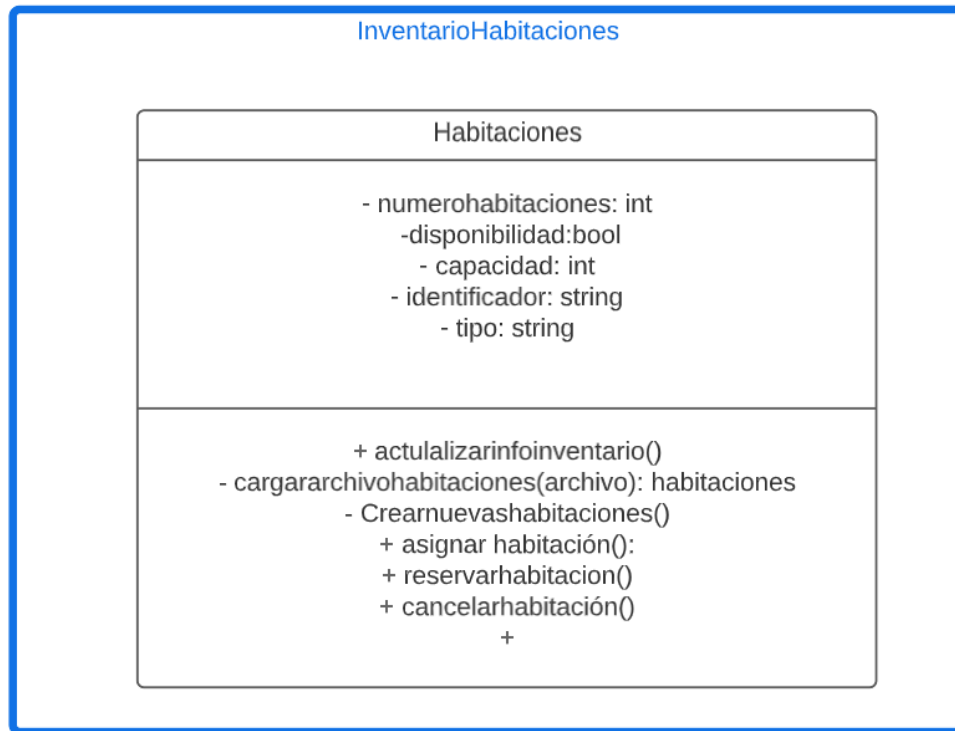 InventarioHabitaciones
Habitaciones
- numerohabitaciones: int
-disponibilidad:bool
- capacidad: int
- identificador: string
- tipo: string
+ actulalizarinfoinventario()
- cargararchivohabitaciones(archivo): habitaciones
- Crearnuevashabitaciones()
+ asignar habitación():
+ reservarhabitacion()
+ cancelarhabitación()
+